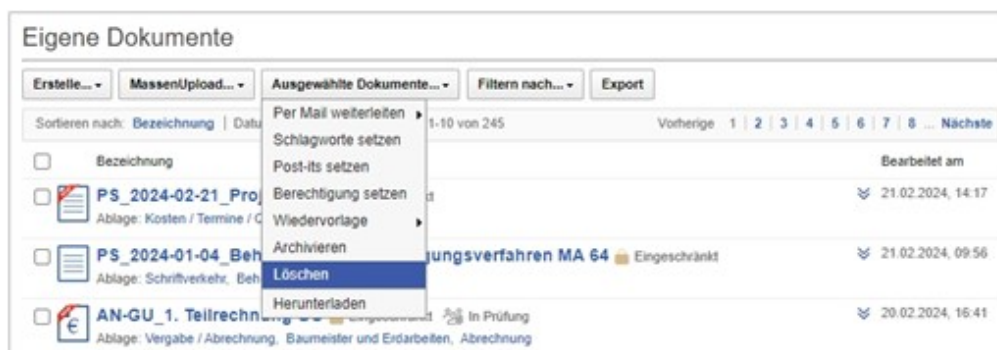 Eigene Dokumente
Erstelle... MassenUpload... Ausgewählte Dokumente... Filtern nach... Export
Sortieren nach: Bezeichnung | Datu 1-10 von 245 Vorherige 1 | 2 | 3 | 4 | 5 | 6 | 7 | 8 ... Nächste
Per Mail weiterleiten
Schlagworte setzen
Post-its setzen
Berechtigung setzen
Wiedervorlage
Archivieren
Löschen
Herunterladen
Bezeichnung Bearbeitet am
PS_2024-02-21_Proj 21.02.2024, 14:17
Ablage: Kosten / Termine /
PS_2024-01-04_Beh gungsverfahren MA 64 Eingeschränkt 21.02.2024, 09:56
Ablage: Schriftverkehr, Beh
AN-GU_1. Teilrechn In Prüfung 20.02.2024, 16:41
Ablage: Vergabe / Abrechnung, Baumeister und Erdarbeiten, Abrechnung